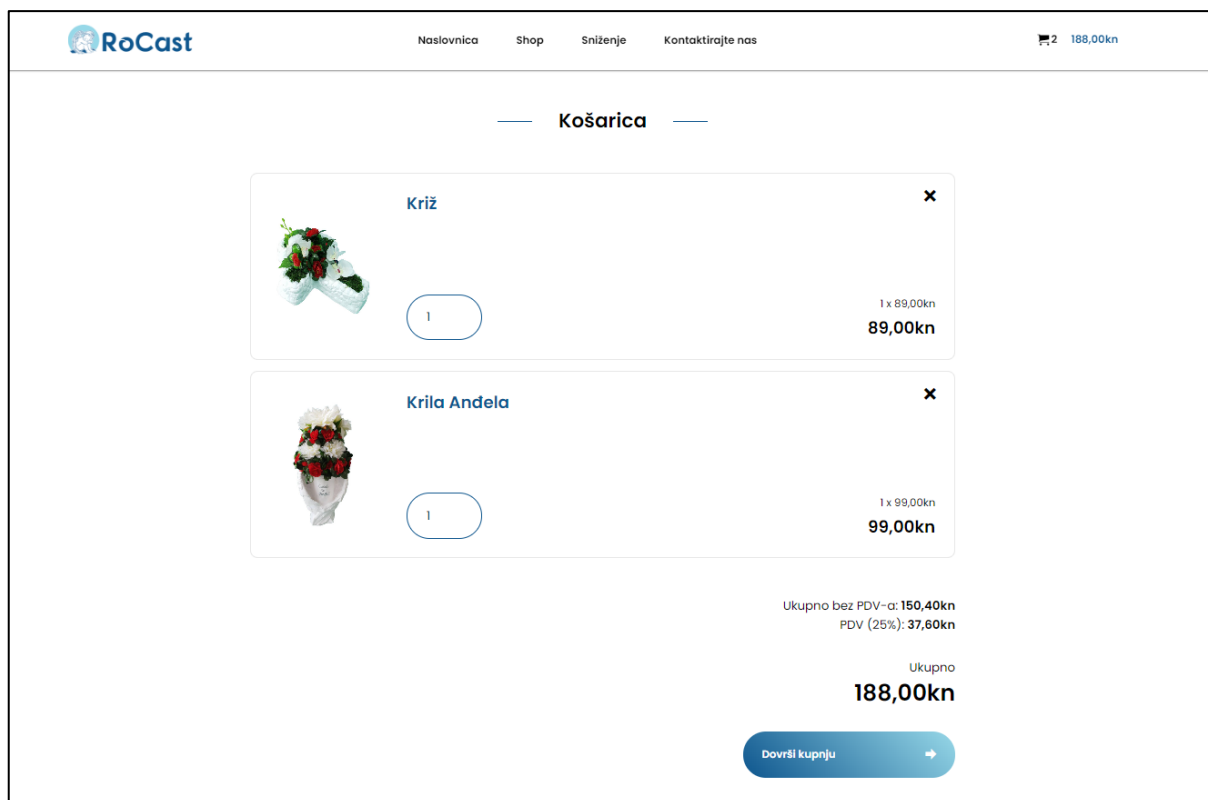 RoCast
Naslovnica Shop Sniženje Kontaktirajte nas
2 188,00kn
Košarica
Križ
1
1 x 89,00kn
89,00kn
Krila Anđela
1
1 x 99,00kn
99,00kn
Ukupno bez PDV-a: 150,40kn
PDV (25%): 37,60kn
Ukupno
188,00kn
Dovrši kupnju